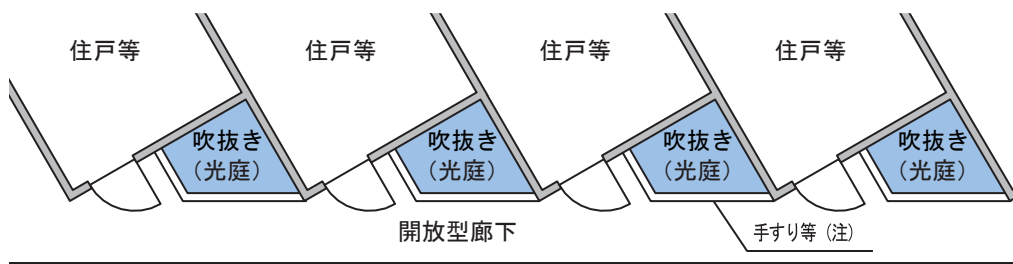 住戸等
住戸等
住戸等
住戸等
吹抜き
(光庭)
吹抜き
(光庭)
吹抜き
(光庭)
吹抜き
(光庭)
開放型廊下
手すり等(注)